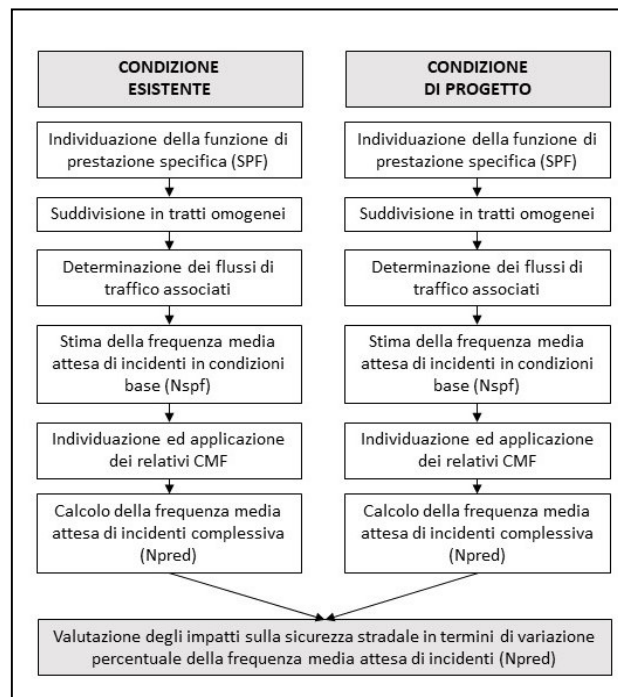 CONDIZIONE
ESISTENTE
Individuazione della funzione di
prestazione specifica (SPF)
Suddivisione in tratti omogenei
Determinazione dei flussi di
traffico associati
Stima della frequenza media
attesa di incidenti in condizioni
base (Nspf)
Individuazione ed applicazione
dei relativi CMF
Calcolo della frequenza media
attesa di incidenti complessiva
(Npred)
CONDIZIONE
DI PROGETTO
Individuazione della funzione di
prestazione specifica (SPF)
Suddivisione in tratti omogenei
Determinazione dei flussi di
traffico associati
Stima della frequenza media
attesa di incidenti in condizioni
base (Nspf)
Individuazione ed applicazione
dei relativi CMF
Calcolo della frequenza media
attesa di incidenti complessiva
(Npred)
Valutazione degli impatti sulla sicurezza stradale in termini di variazione
percentuale della frequenza media attesa di incidenti (Npred)